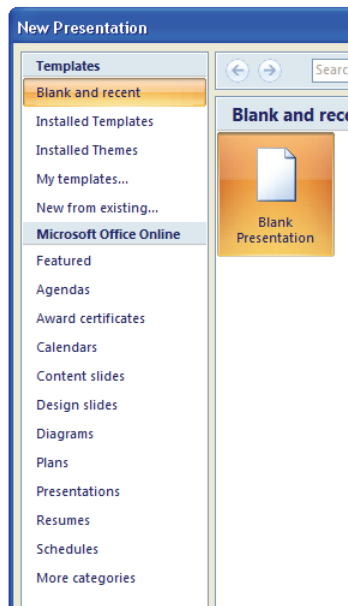 New Presentation
Templates
Blank and recent
Installed Templates
Installed Themes
My templates...
New from existing...
Microsoft Office Online
Featured
Agendas
Award certificates
Calendars
Content slides
Design slides
Diagrams
Plans
Presentations
Resumes
Schedules
More categories
Searc
Blank and rece
Blank
Presentation